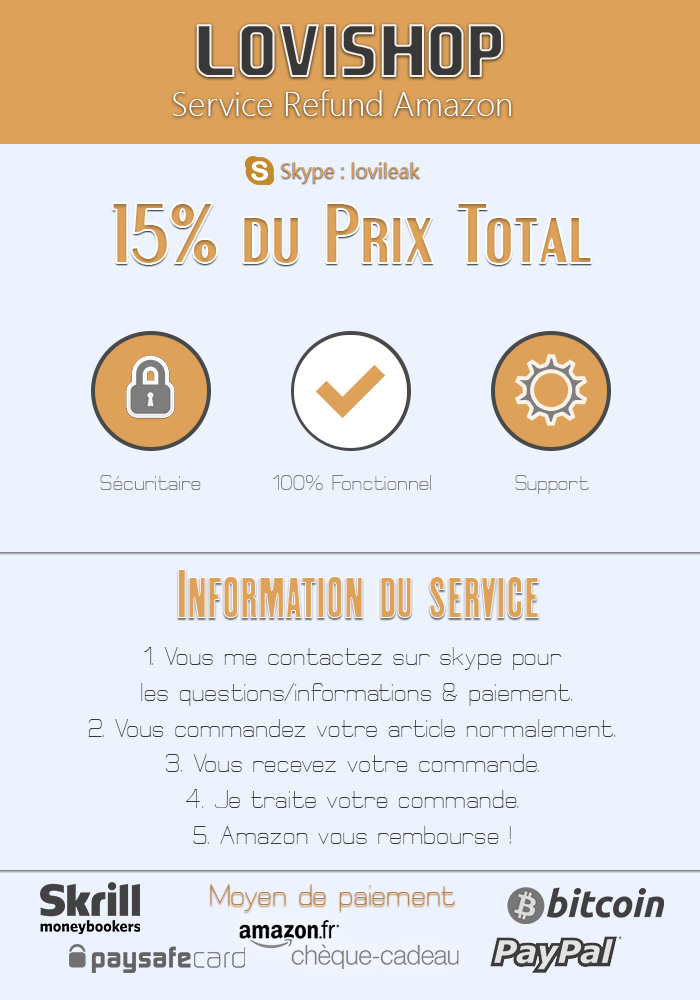 LOVISHOP
Service Refund Amazon
Skype : lovileak
15% du Prix Total
Sécuritaire
100% Fonctionnel
Support
Information du service
1. Vous me contactez sur skype pour
les questions/informations & paiement.
2. Vous commandez votre article normalement.
3. Vous recevez votre commande.
4. Je traite votre commande.
5. Amazon vous rembourse !
Moyen de paiement
Skrill
moneybookers
bitcoin
amazon.fr
chèque-cadeau
paysafecard
PayPal